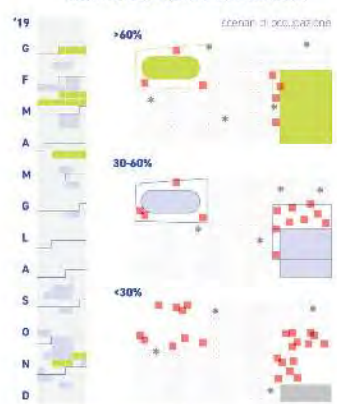 '19
scenari di occupazione
>60%
G
F
M
A
30-60%
M
G
L
A
<30%
S
O
N
D